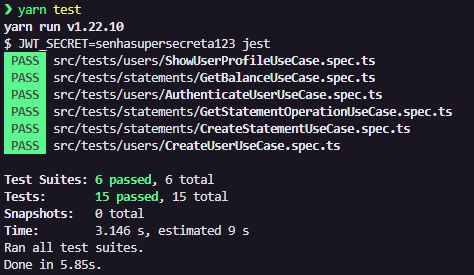 ❯ yarn test
yarn run v1.22.10
$ JWT_SECRET=senhasupersecreta123 jest
PASS src/tests/users/ShowUserProfileUseCase.spec.ts
PASS src/tests/statements/GetBalanceUseCase.spec.ts
PASS src/tests/users/AuthenticateUserUseCase.spec.ts
PASS src/tests/statements/GetStatementOperationUseCase.spec.ts
PASS src/tests/statements/CreateStatementUseCase.spec.ts
PASS src/tests/users/CreateUserUseCase.spec.ts
Test Suites: 6 passed, 6 total
Tests: 15 passed, 15 total
Snapshots: 0 total
Time: 3.146 s, estimated 9 s
Ran all test suites.
Done in 5.85s.